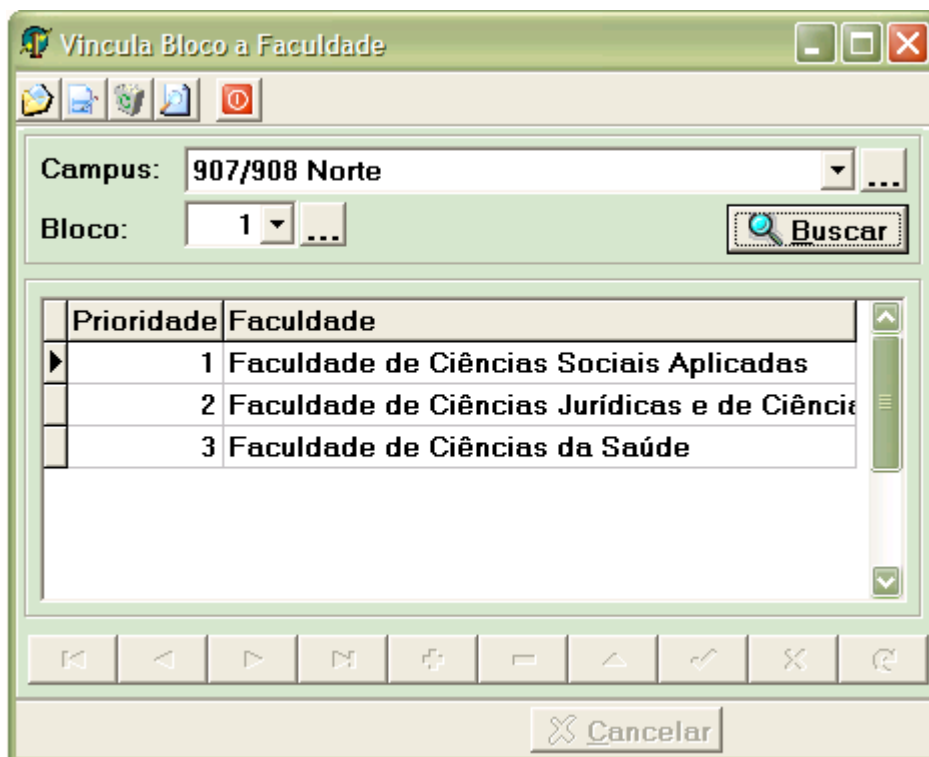 Vincula Bloco a Faculdade
Campus: 907/908 Norte ...
Bloco: 1 ... Buscar
Prioridade Faculdade
1 Faculdade de Ciências Sociais Aplicadas
2 Faculdade de Ciências Jurídicas e de
3 Faculdade de Ciências da Saúde
Cancelar